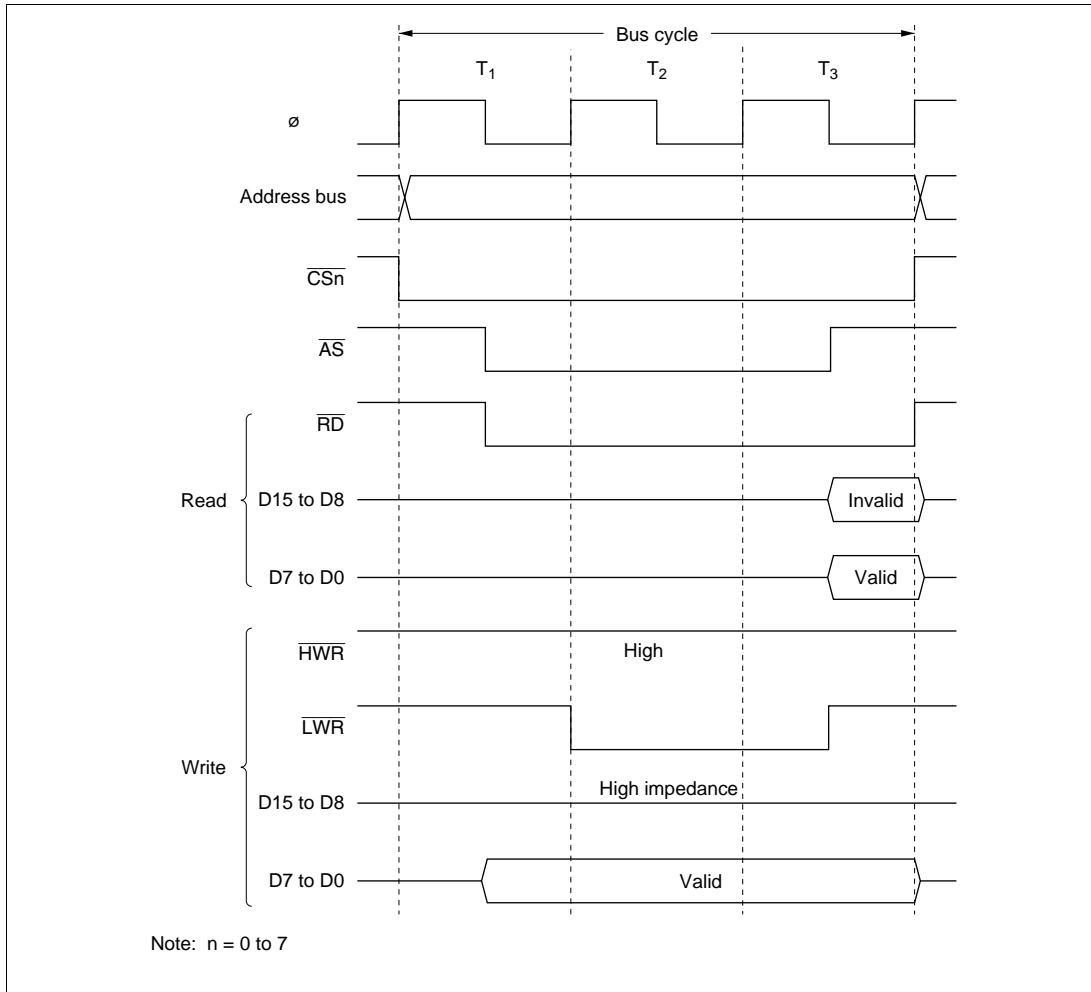 Bus cycle
T1 T2 T3
ø
Address bus
CSn
AS
RD
Read
D15 to D8 Invalid
D7 to D0 Valid
HWR High
LWR
Write
High impedance
D15 to D8
D7 to D0 Valid
Note: n = 0 to 7